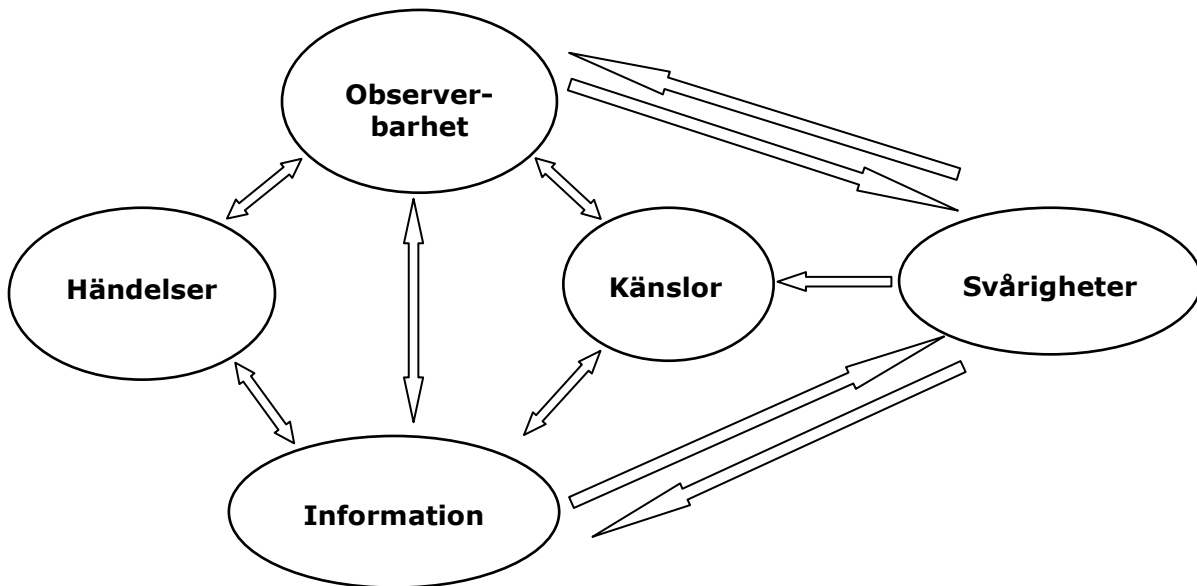 Observer-
barhet
Händelser
Känslor
Svårigheter
Information